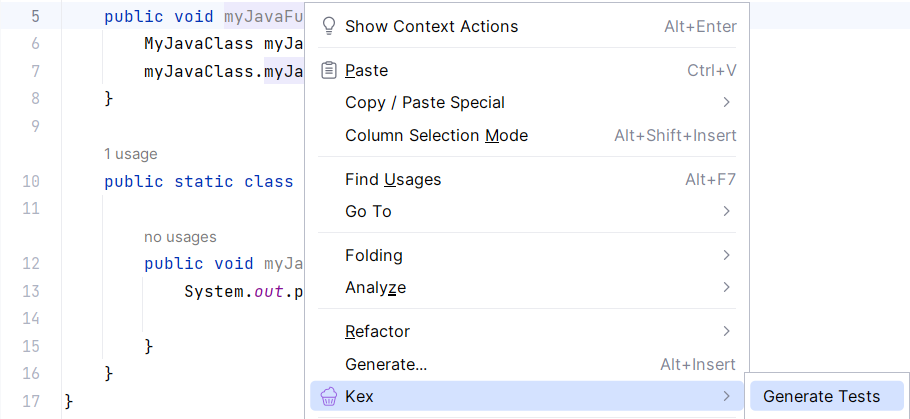 5 public void myJavaFu
6 MyJavaClass myJa
7 myJavaClass.myJa
8 }
9
1 usage
10 public static class
11
no usages
12 public void myJa
13 System.out.p
14
15 }
16 }
17 }
Show Context Actions Alt+Enter
Paste Ctrl+V
Copy / Paste Special
Column Selection Mode Alt+Shift+Insert
Find Usages Alt+F7
Go To
Folding
Analyze
Refactor
Generate... Alt+Insert
Kex
Generate Tests